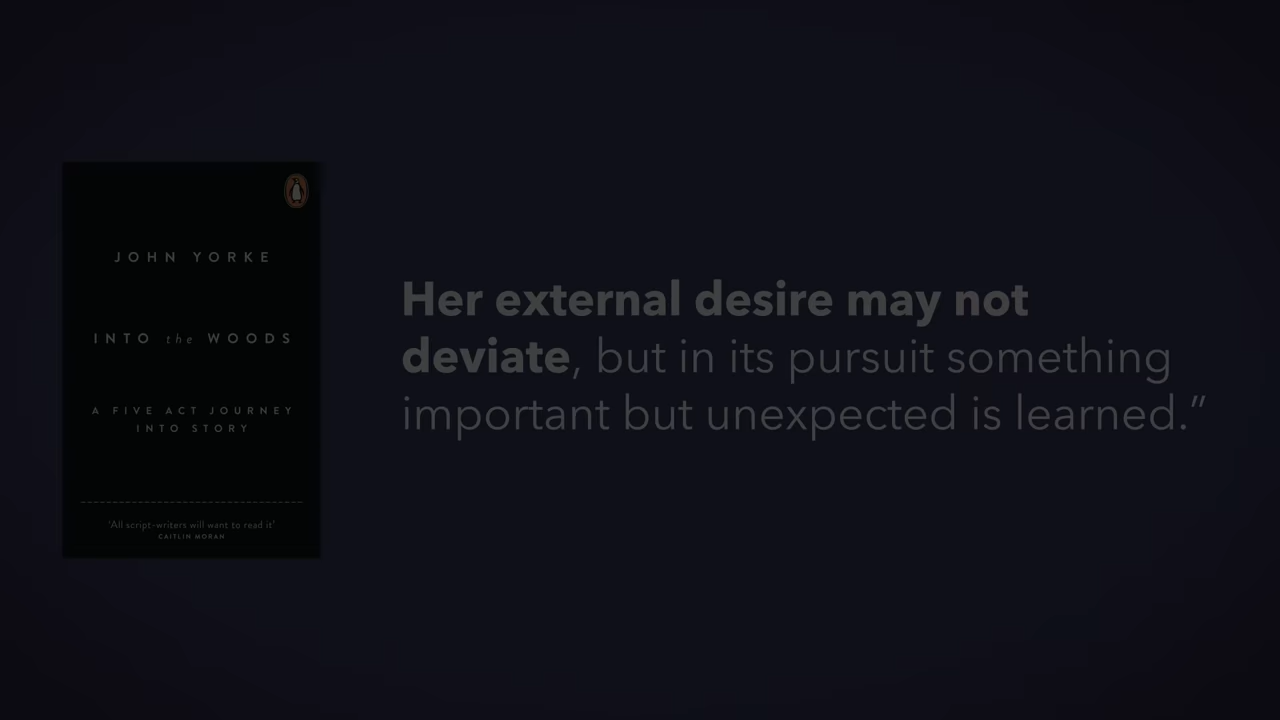 JOHN YORKE
INTO the WOODS
A FIVE ACT JOURNEY
INTO STORY
'All script-writers will want to read it'
CAITLIN MORAN
Her external desire may not
deviate, but in its pursuit something
important but unexpected is learned.”